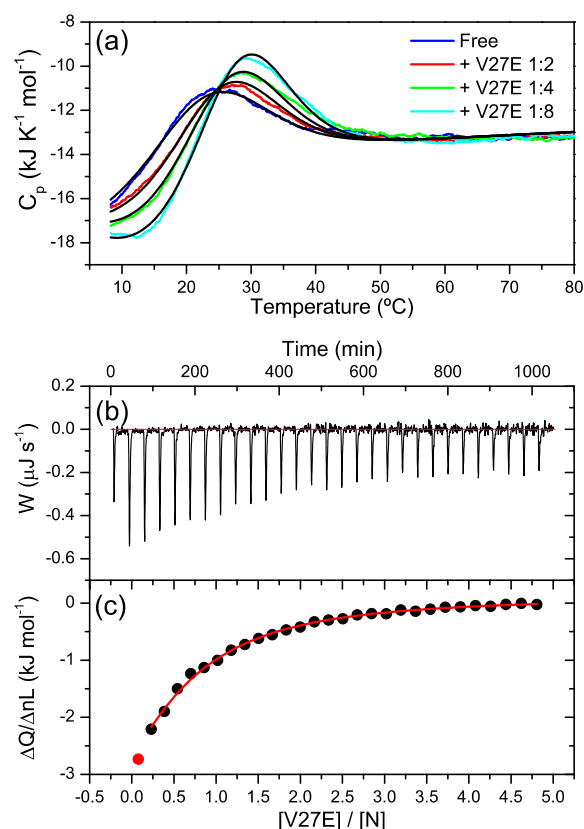 (a)
Free
+ V27E 1:2
+ V27E 1:4
+ V27E 1:8
C_p (kJ K⁻¹ mol⁻¹)
-8
-10
-12
-14
-16
-18
10 20 30 40 50 60 70 80
Temperature (ºC)
Time (min)
0 200 400 600 800 1000
(b)
W (μJ s⁻¹)
0.2
0.0
-0.2
-0.4
-0.6
(c)
ΔQ/ΔnL (kJ mol⁻¹)
0
-1
-2
-3
-0.5 0.0 0.5 1.0 1.5 2.0 2.5 3.0 3.5 4.0 4.5 5.0
[V27E] / [N]